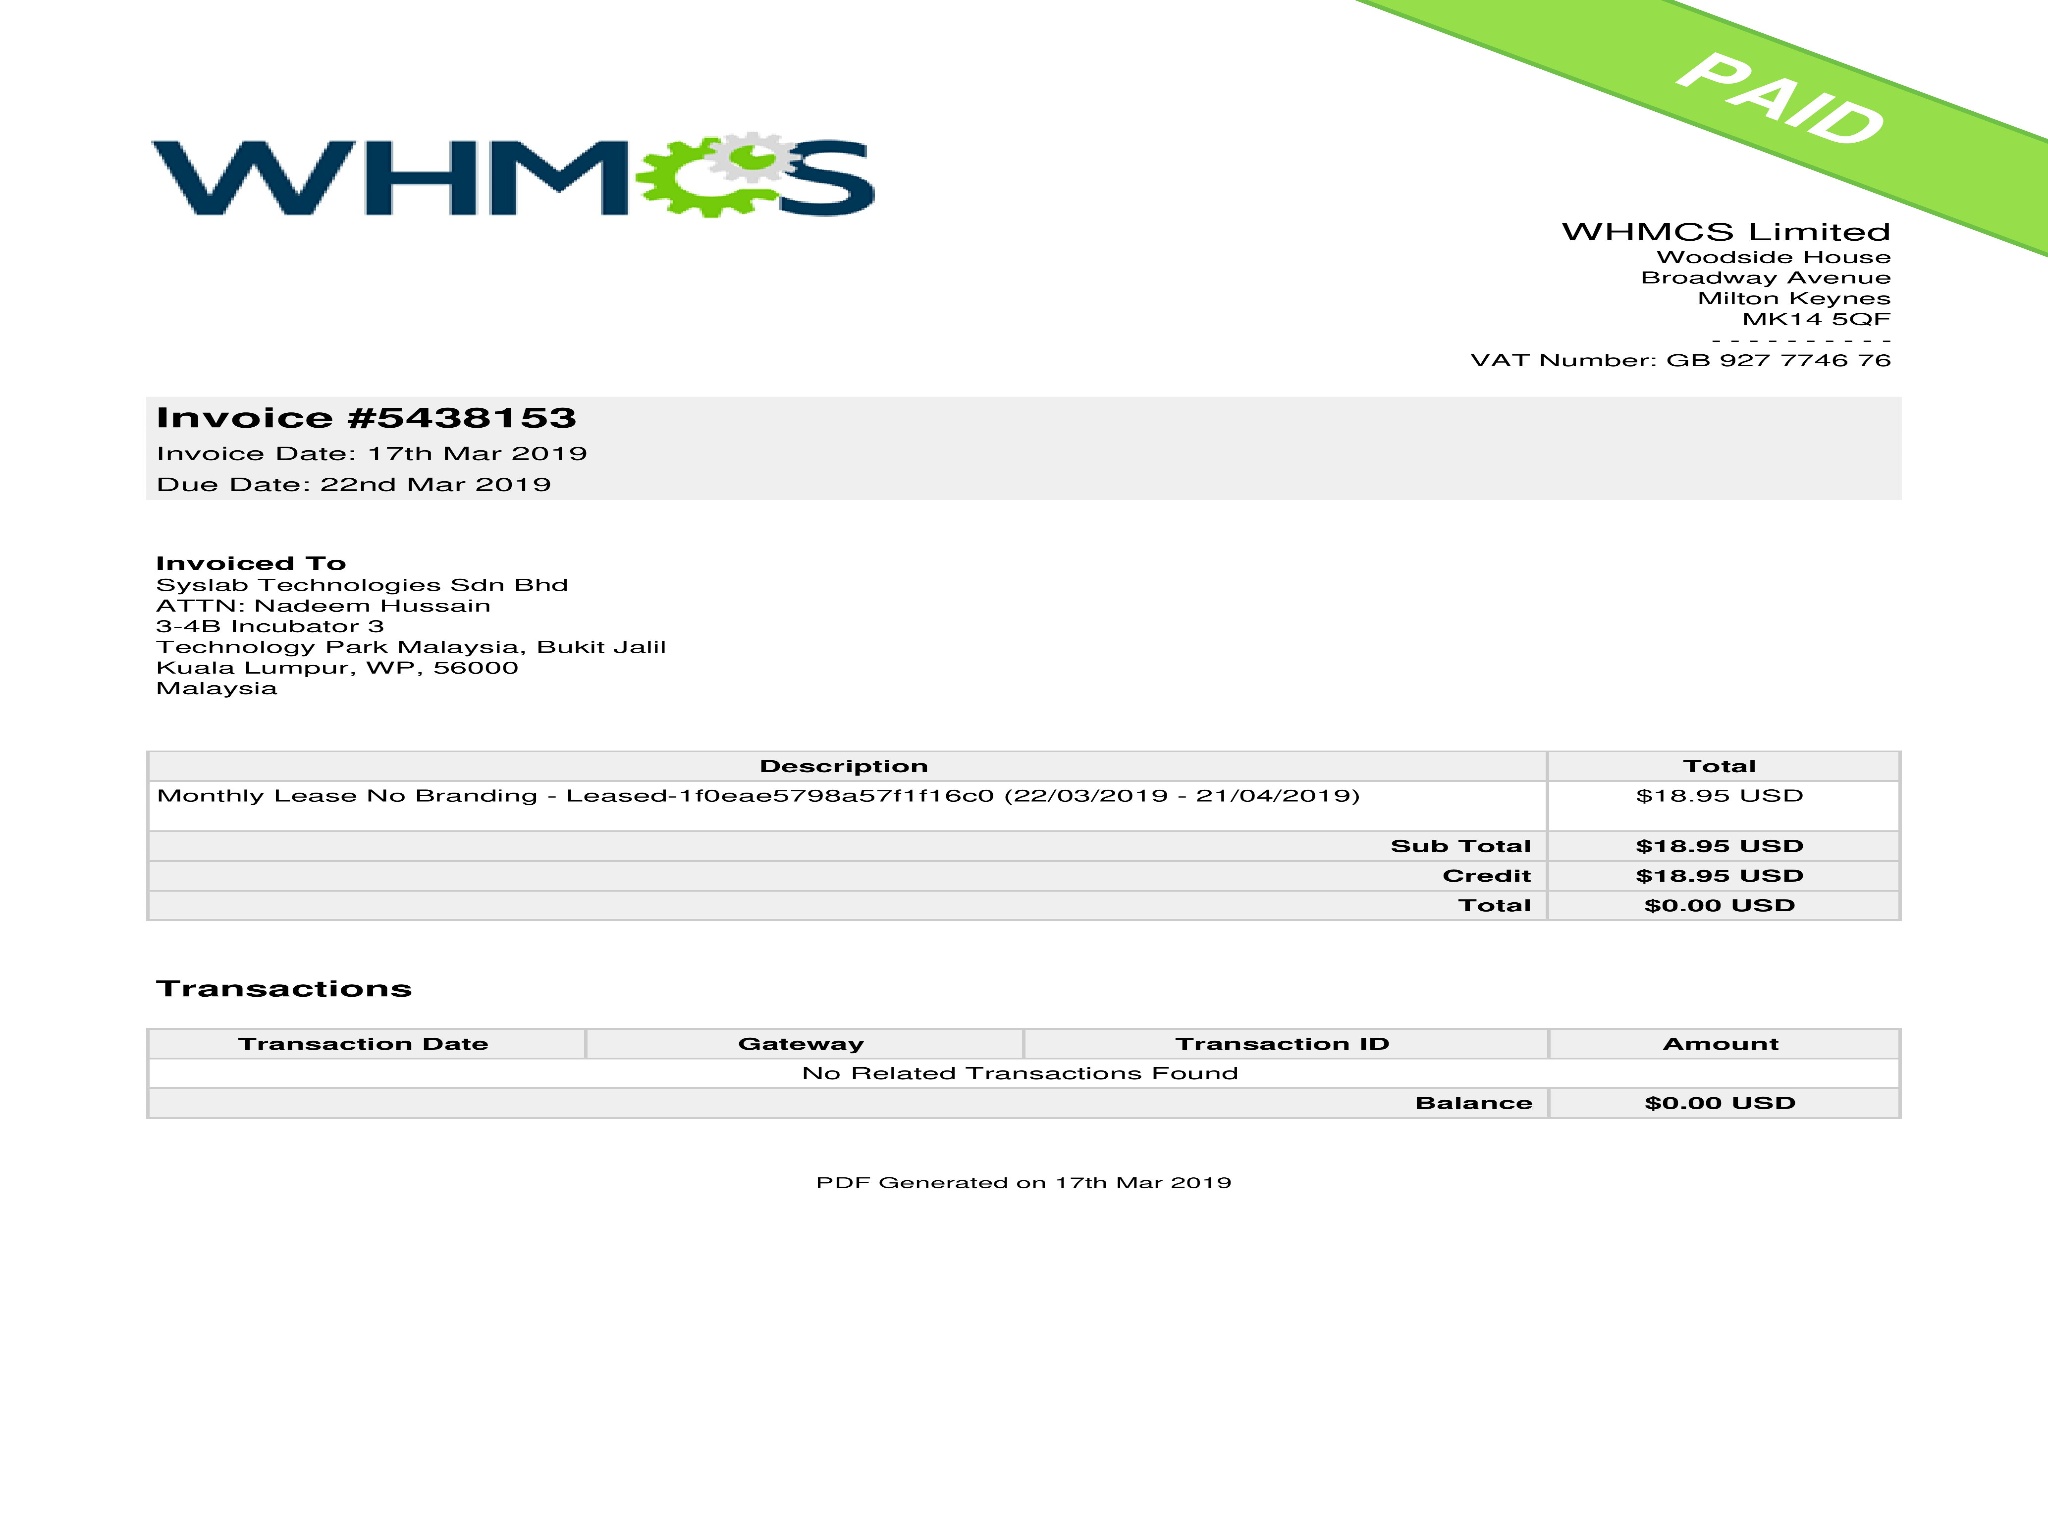 PAID
WHMCS
WHMCS Limited
Woodside House
Broadway Avenue
Milton Keynes
MK14 5QF
- - - - - - - - - -
VAT Number: GB 927 7746 76
Invoice #5438153
Invoice Date: 17th Mar 2019
Due Date: 22nd Mar 2019
Invoiced To
Syslab Technologies Sdn Bhd
ATTN: Nadeem Hussain
3-4B Incubator 3
Technology Park Malaysia, Bukit Jalil
Kuala Lumpur, WP, 56000
Malaysia
Description Total
Monthly Lease No Branding - Leased-1f0eae5798a57f1f16c0 (22/03/2019 - 21/04/2019) $18.95 USD
Sub Total $18.95 USD
Credit $18.95 USD
Total $0.00 USD
Transactions
Transaction Date Gateway Transaction ID Amount
No Related Transactions Found
Balance $0.00 USD
PDF Generated on 17th Mar 2019